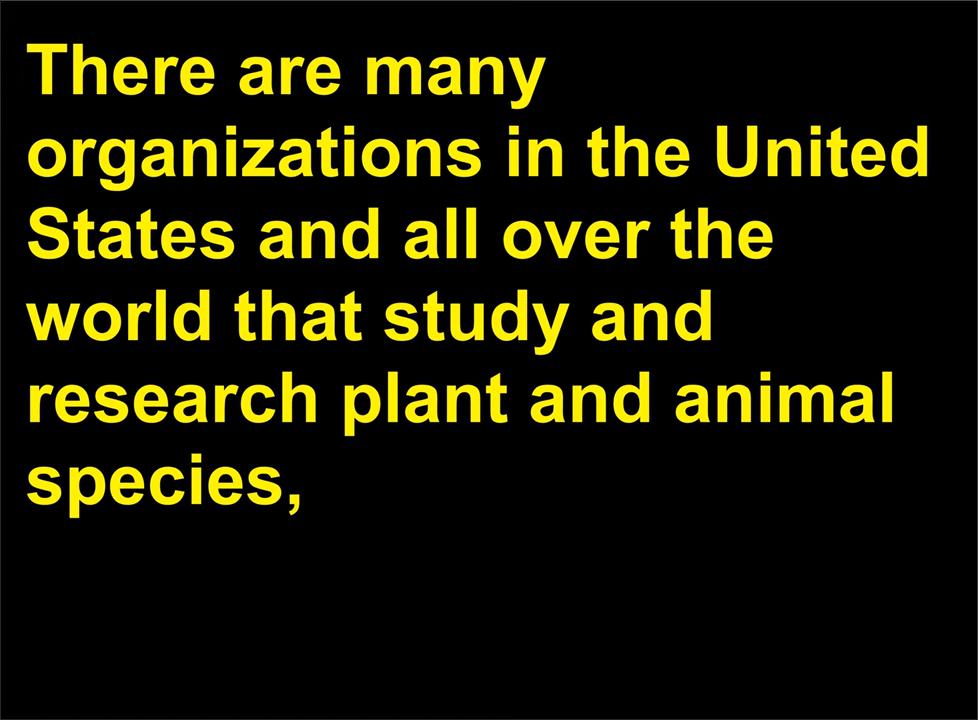 There are many
organizations in the United
States and all over the
world that study and
research plant and animal
species,